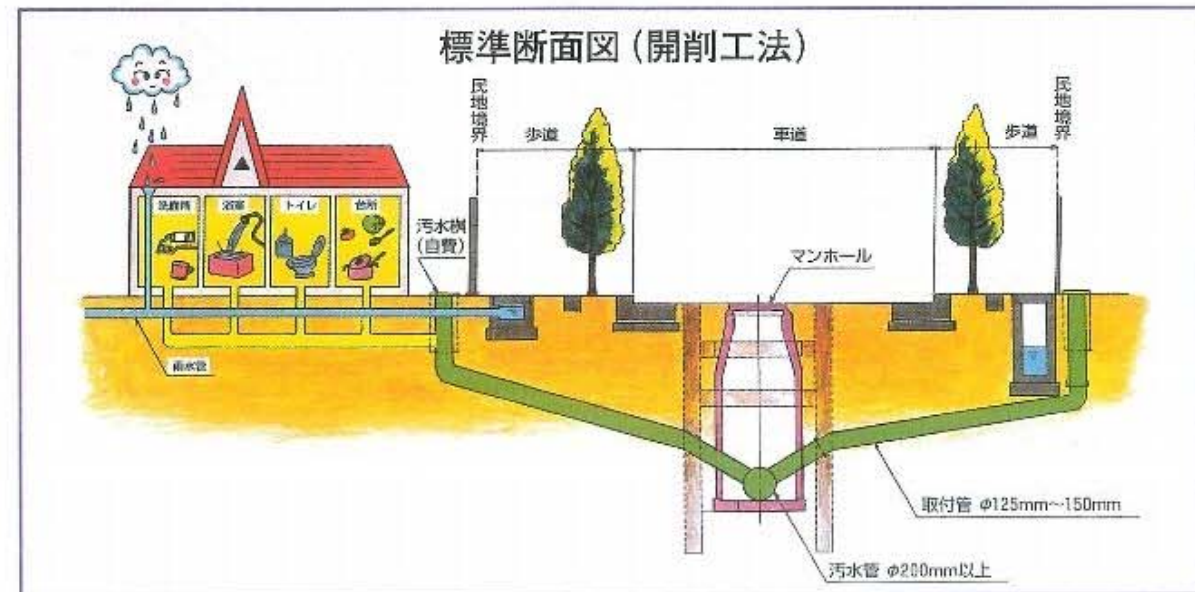 標準断面図(開削工法)
民地境界
歩道
車道
歩道
民地境界
洗面所
浴室
トイレ
台所
汚水桝
(自費)
マンホール
雨水管
取付管 φ125mm~150mm
汚水管 φ200mm以上